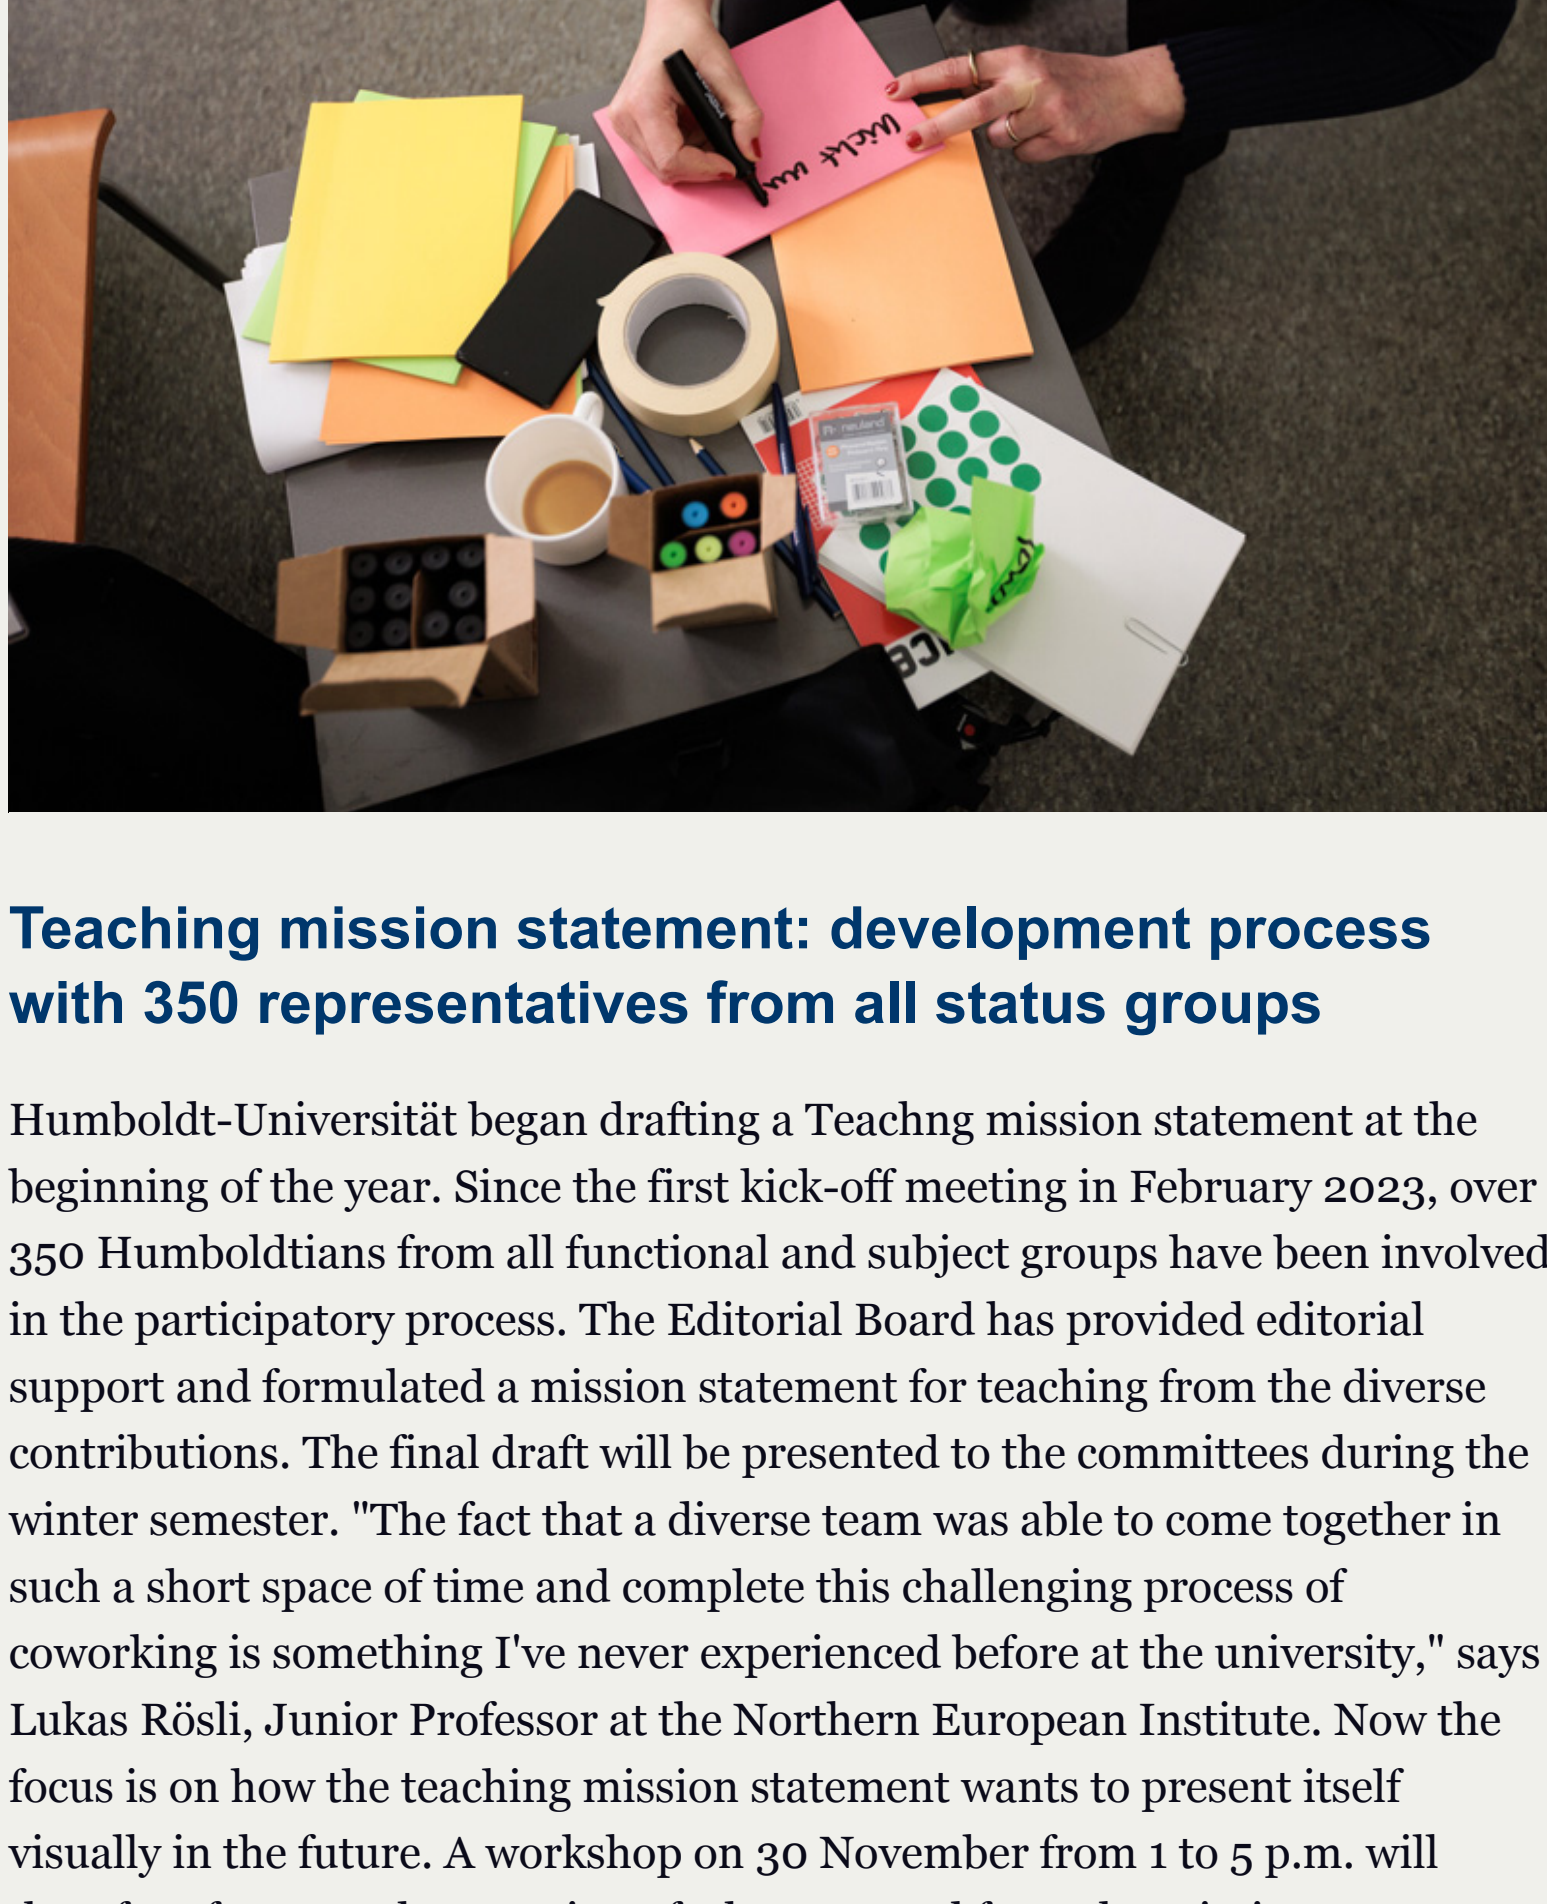 Nicht nu
neuland
Teaching mission statement: development process
with 350 representatives from all status groups
Humboldt-Universität began drafting a Teachng mission statement at the
beginning of the year. Since the first kick-off meeting in February 2023, over
350 Humboldtians from all functional and subject groups have been involved
in the participatory process. The Editorial Board has provided editorial
support and formulated a mission statement for teaching from the diverse
contributions. The final draft will be presented to the committees during the
winter semester. "The fact that a diverse team was able to come together in
such a short space of time and complete this challenging process of
coworking is something I've never experienced before at the university," says
Lukas Rösli, Junior Professor at the Northern European Institute. Now the
focus is on how the teaching mission statement wants to present itself
visually in the future. A workshop on 30 November from 1 to 5 p.m. will